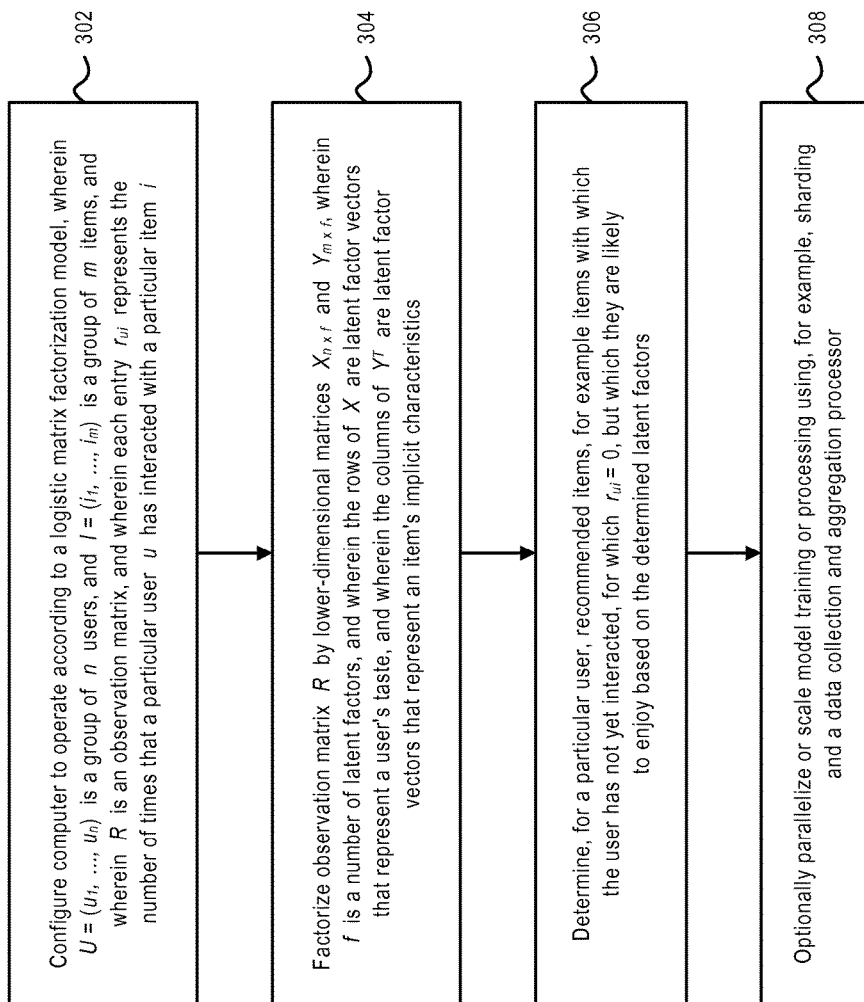 302
Configure computer to operate according to a logistic matrix factorization model, wherein
U = (u₁, ..., uₙ) is a group of n users, and I = (i₁, ..., iₘ) is a group of m items, and
wherein R is an observation matrix, and wherein each entry rᵤᵢ represents the
number of times that a particular user u has interacted with a particular item i
304
Factorize observation matrix R by lower-dimensional matrices Xₙ ₓ f and Yₘ ₓ f, wherein
f is a number of latent factors, and wherein the rows of X are latent factor vectors
that represent a user's taste, and wherein the columns of Yᵀ are latent factor
vectors that represent an item's implicit characteristics
306
Determine, for a particular user, recommended items, for example items with which
the user has not yet interacted, for which rᵤᵢ = 0, but which they are likely
to enjoy based on the determined latent factors
308
Optionally parallelize or scale model training or processing using, for example, sharding
and a data collection and aggregation processor